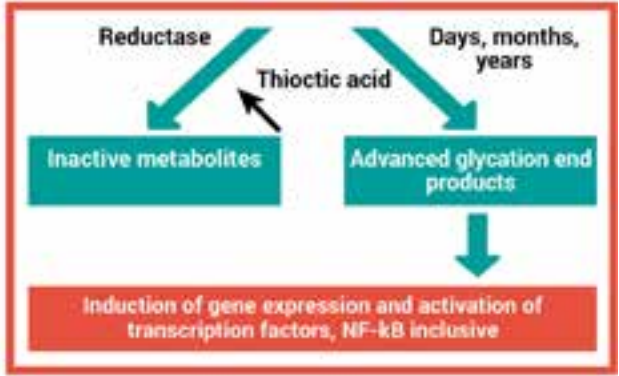 Reductase
Days, months,
years
Thioctic acid
Inactive metabolites
Advanced glycation end
products
Induction of gene expression and activation of
transcription factors, NF-kB inclusive